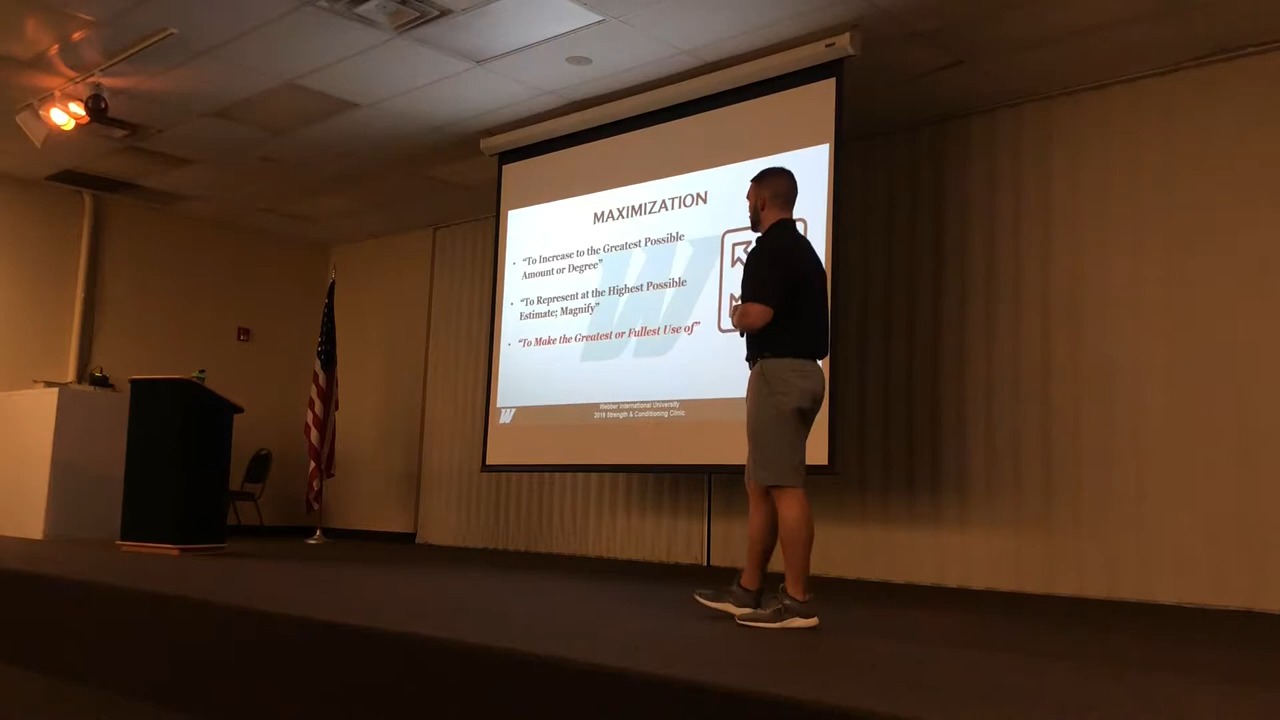 MAXIMIZATION
• “To Increase to the Greatest Possible
Amount or Degree”
• “To Represent at the Highest Possible
Estimate; Magnify”
• “To Make the Greatest or Fullest Use of”
W
W
Webber International University
2019 Strength & Conditioning Clinic